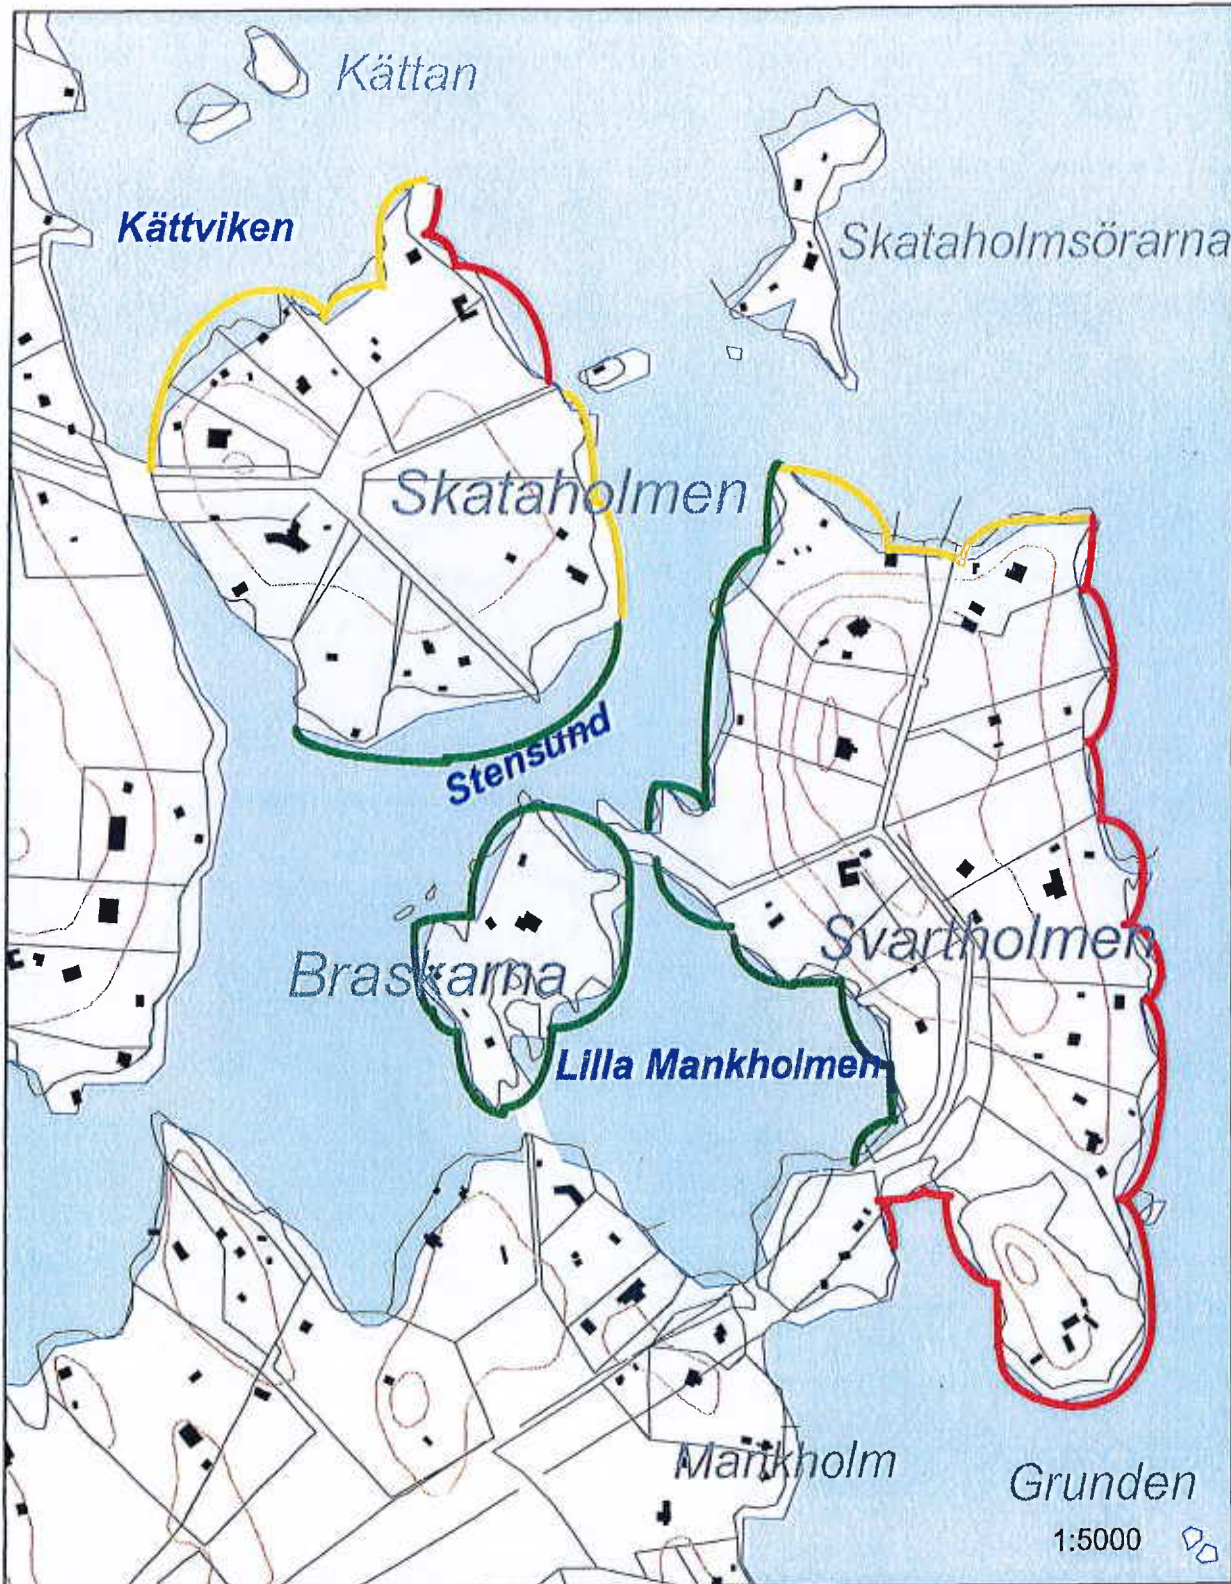 Kättan
Kättviken
Skataholmsörarna
Skataholmen
Stensund
Svartholmen
Braskarna
Lilla Mankholmen
Mankholm
Grunden
1:5000